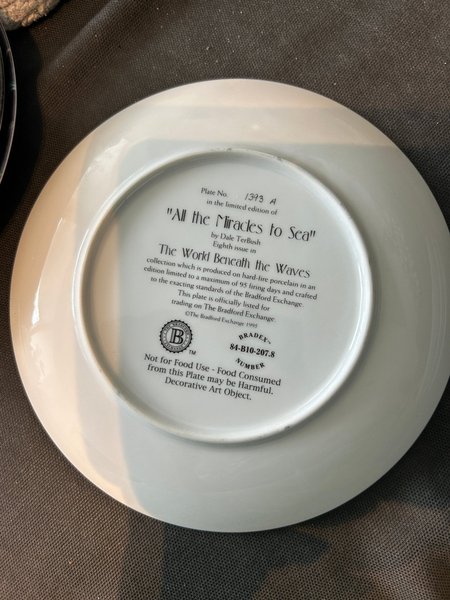 Plate No. 1393 A
in the limited edition of
"All the Miracles to Sea"
by Dale TerBush
Eighth issue in
The World Beneath the Waves
collection which is produced on hard-fire porcelain in an
edition limited to a maximum of 95 firing days and crafted
to the exacting standards of the Bradford Exchange.
This plate is officially listed for
trading on The Bradford Exchange.
©The Bradford Exchange 1995
B
TM
BRADEX-
84-B10-207.8
NUMBER
Not for Food Use - Food Consumed
from this Plate may be Harmful.
Decorative Art Object.